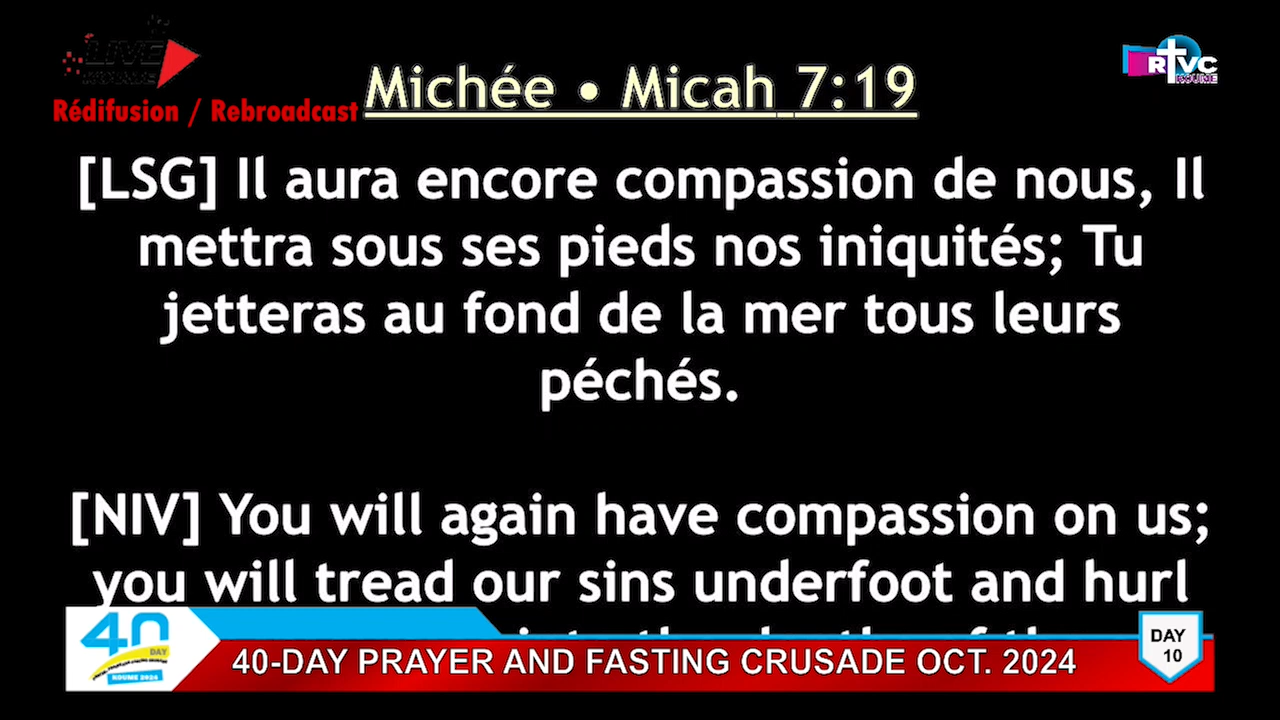 LIVE
Rédifusion / Rebroadcast
RTVC
KOUME
Michée • Micah 7:19
[LSG] Il aura encore compassion de nous, Il
mettra sous ses pieds nos iniquités; Tu
jetteras au fond de la mer tous leurs
péchés.
[NIV] You will again have compassion on us;
you will tread our sins underfoot and hurl
40
DAY
KOUME 2024
40-DAY PRAYER AND FASTING CRUSADE OCT. 2024
DAY
10